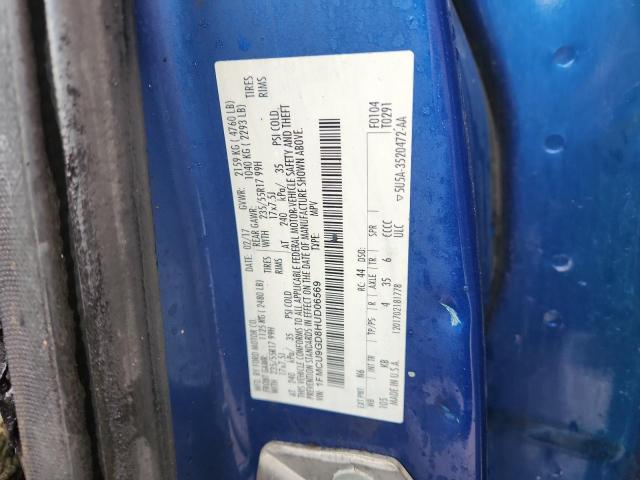 MFD. BY FORD MOTOR CO.
DATE: 02/17 GVWR: 2159 KG ( 4760 LB)
FRONT GAWR: 1125 KG ( 2480 LB) REAR GAWR: 1040 KG ( 2293 LB)
WITH 235/55R17 99H TIRES WITH 235/55R17 99H TIRES
17x7.5J RIMS 17x7.5J RIMS
AT 240 kPa/ 35 PSI COLD AT 240 kPa/ 35 PSI COLD
THIS VEHICLE CONFORMS TO ALL APPLICABLE FEDERAL MOTOR-VEHICLE SAFETY AND THEFT
PREVENTION STANDARDS IN EFFECT ON THE DATE OF MANUFACTURE SHOWN ABOVE.
VIN: 1FMCU9GD8HUD06569 TYPE: MPV
F0104
T0291
EXT PNT: N6 RC: 44 DSO:
WB INT TR TP/PS R AXLE TR SPR
105 KB 4 35 6 CCCC
ULC
▽5U5A-3520472-AA
1201702181778
MADE IN U.S.A.